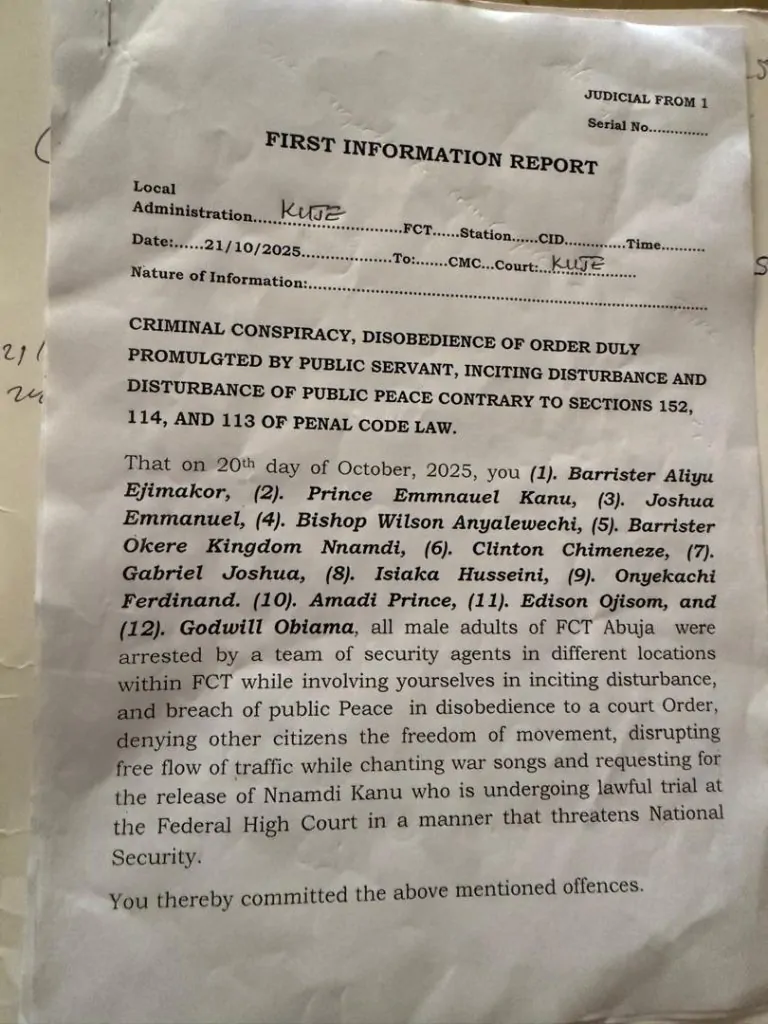 JUDICIAL FROM 1
Serial No..............
FIRST INFORMATION REPORT
Local
Administration.....KUJE.....................FCT......Station......CID.............Time..........
Date:......21/10/2025...................To:.......CMC...Court:...KUJE................
Nature of Information:..........................................................................
CRIMINAL CONSPIRACY, DISOBEDIENCE OF ORDER DULY
PROMULGTED BY PUBLIC SERVANT, INCITING DISTURBANCE AND
DISTURBANCE OF PUBLIC PEACE CONTRARY TO SECTIONS 152,
114, AND 113 OF PENAL CODE LAW.
That on 20th day of October, 2025, you (1). Barrister Aliyu
Ejimakor, (2). Prince Emmnauel Kanu, (3). Joshua
Emmanuel, (4). Bishop Wilson Anyalewechi, (5). Barrister
Okere Kingdom Nnamdi, (6). Clinton Chimeneze, (7).
Gabriel Joshua, (8). Isiaka Husseini, (9). Onyekachi
Ferdinand. (10). Amadi Prince, (11). Edison Ojisom, and
(12). Godwill Obiama, all male adults of FCT Abuja were
arrested by a team of security agents in different locations
within FCT while involving yourselves in inciting disturbance,
and breach of public Peace in disobedience to a court Order,
denying other citizens the freedom of movement, disrupting
free flow of traffic while chanting war songs and requesting for
the release of Nnamdi Kanu who is undergoing lawful trial at
the Federal High Court in a manner that threatens National
Security.
You thereby committed the above mentioned offences.